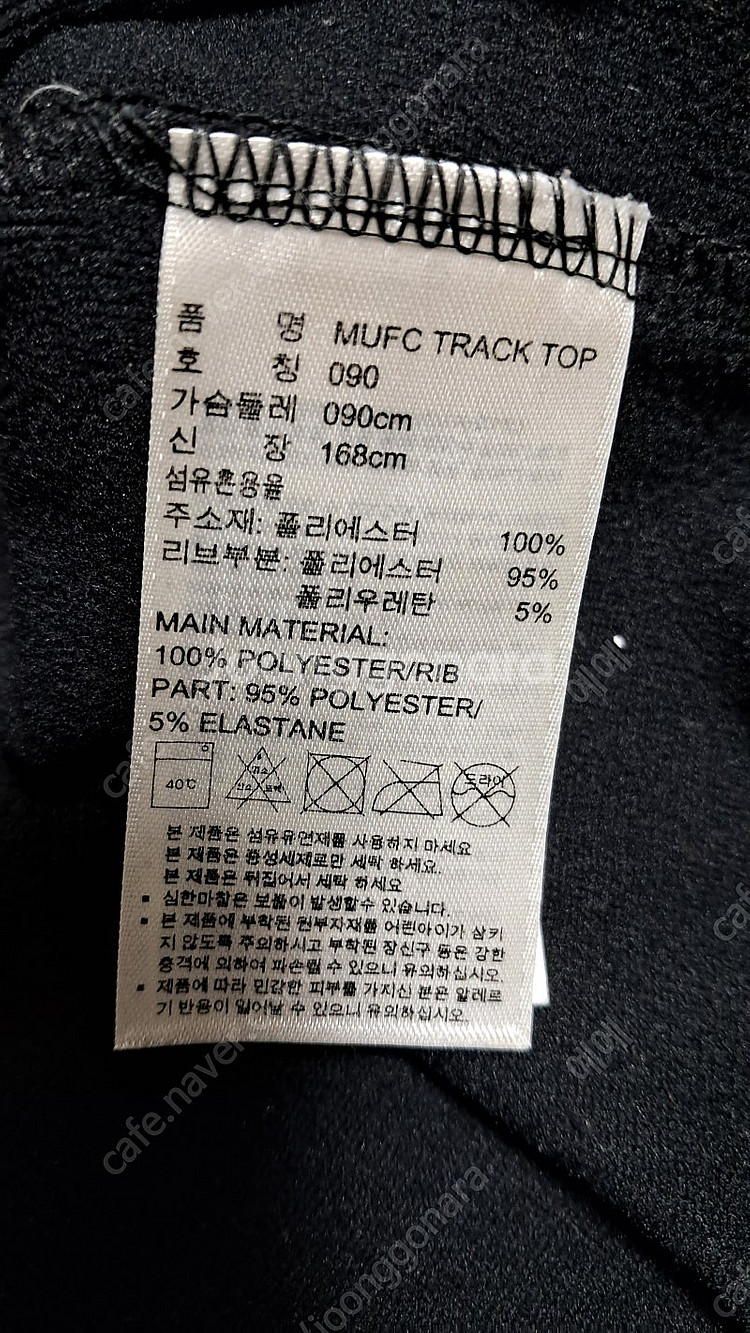 품 명 MUFC TRACK TOP
호 칭 090
가슴둘레 090cm
신 장 168cm
섬유혼용율
주소재: 폴리에스터 100%
리브부분: 폴리에스터 95%
폴리우레탄 5%
MAIN MATERIAL:
100% POLYESTER/RIB
PART: 95% POLYESTER/
5% ELASTANE
40℃
도라이
본 제품은 섬유유연제를 사용하지 마세요
본 제품은 중성세제로만 세탁 하세요.
본 제품은 뒤집어서 세탁 하세요
▪ 심한마찰은 보풀이 발생할수 있습니다.
▪ 본 제품에 부착된 원부자재를 어린아이가 삼키
지 않도록 주의하시고 부착된 장신구 등은 강한
충격에 의하여 파손될 수 있으니 유의하십시오.
▪ 제품에 따라 민감한 피부를 가지신 분은 알레르
기 반응이 일어날 수 있으니 유의하십시오.
cafe.naver
joonggonara